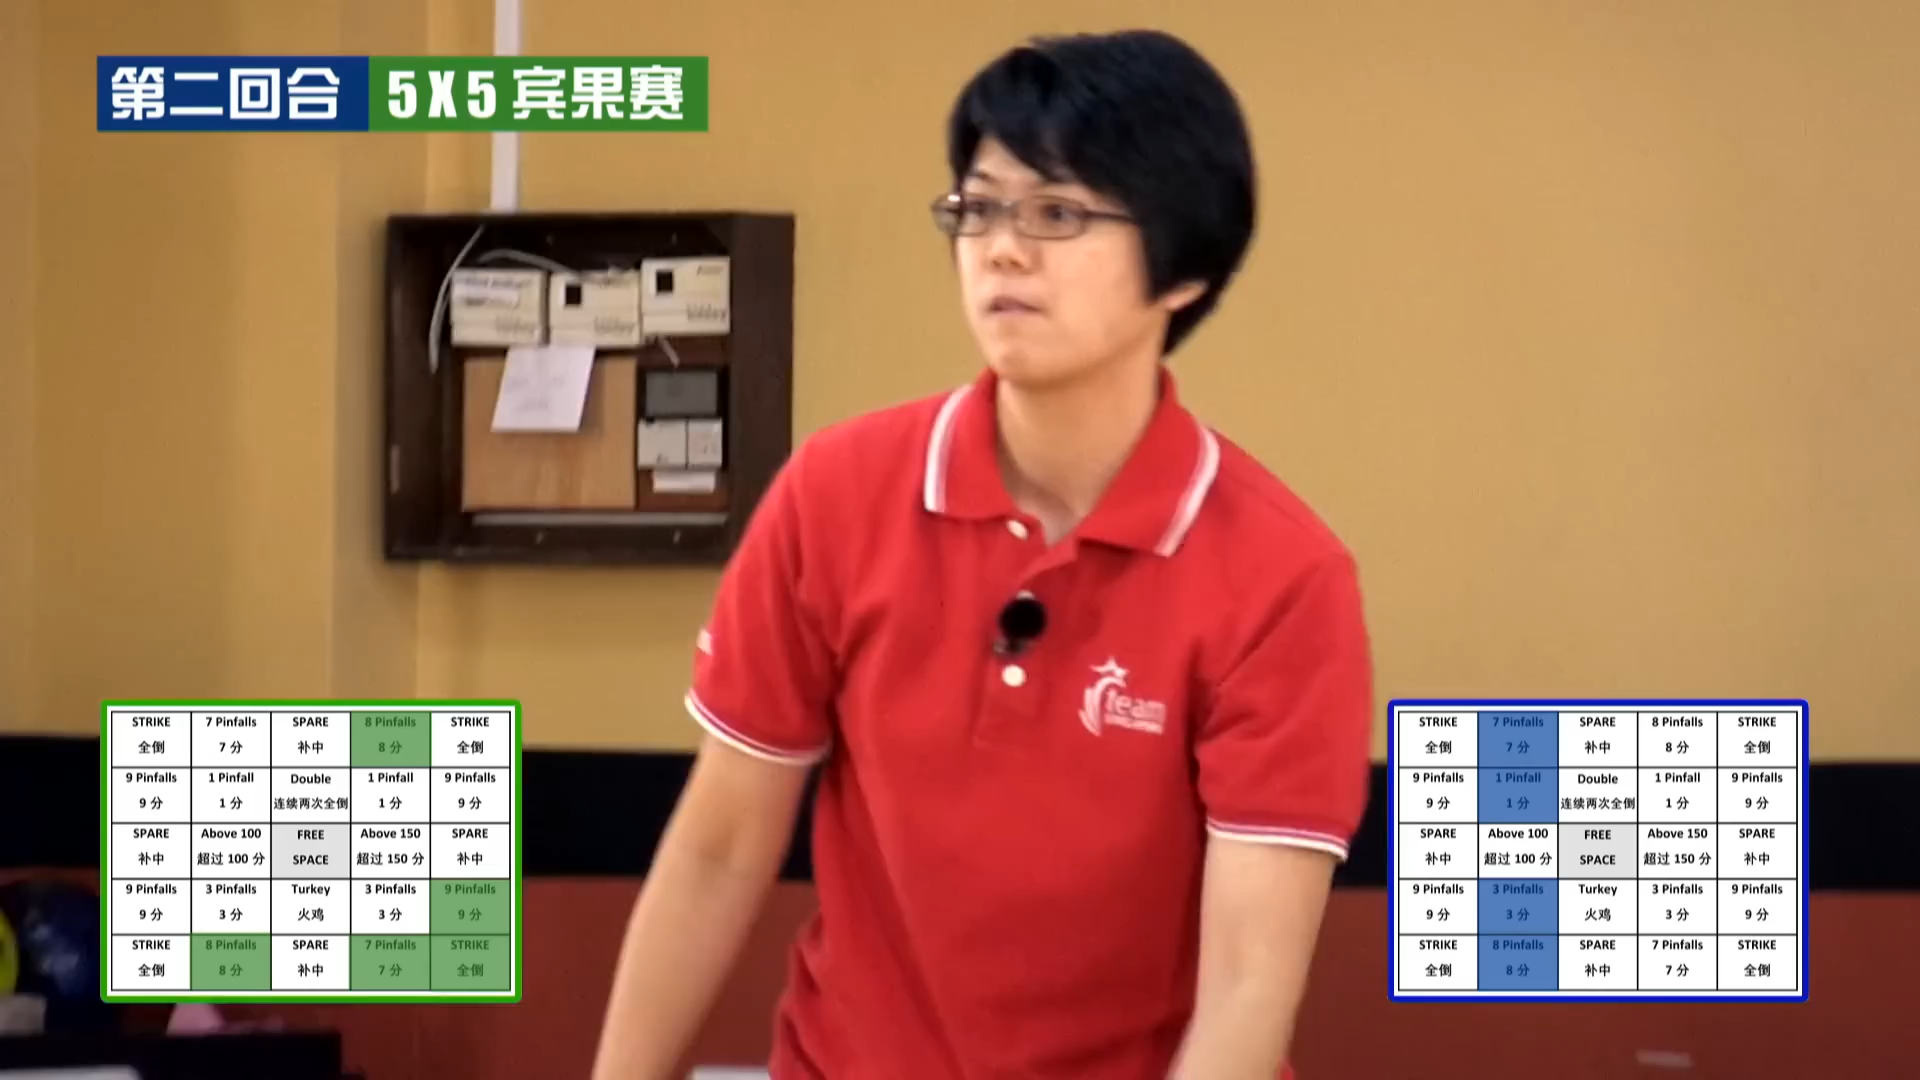 第二回合 5X5 宾果赛
team
STRIKE 7 Pinfalls SPARE 8 Pinfalls STRIKE
全倒 7 分 补中 8 分 全倒
9 Pinfalls 1 Pinfall Double 1 Pinfall 9 Pinfalls
9 分 1 分 连续两次全倒 1 分 9 分
SPARE Above 100 FREE Above 150 SPARE
补中 超过 100 分 SPACE 超过 150 分 补中
9 Pinfalls 3 Pinfalls Turkey 3 Pinfalls 9 Pinfalls
9 分 3 分 火鸡 3 分 9 分
STRIKE 8 Pinfalls SPARE 7 Pinfalls STRIKE
全倒 8 分 补中 7 分 全倒
STRIKE 7 Pinfalls SPARE 8 Pinfalls STRIKE
全倒 7 分 补中 8 分 全倒
9 Pinfalls 1 Pinfall Double 1 Pinfall 9 Pinfalls
9 分 1 分 连续两次全倒 1 分 9 分
SPARE Above 100 FREE Above 150 SPARE
补中 超过 100 分 SPACE 超过 150 分 补中
9 Pinfalls 3 Pinfalls Turkey 3 Pinfalls 9 Pinfalls
9 分 3 分 火鸡 3 分 9 分
STRIKE 8 Pinfalls SPARE 7 Pinfalls STRIKE
全倒 8 分 补中 7 分 全倒